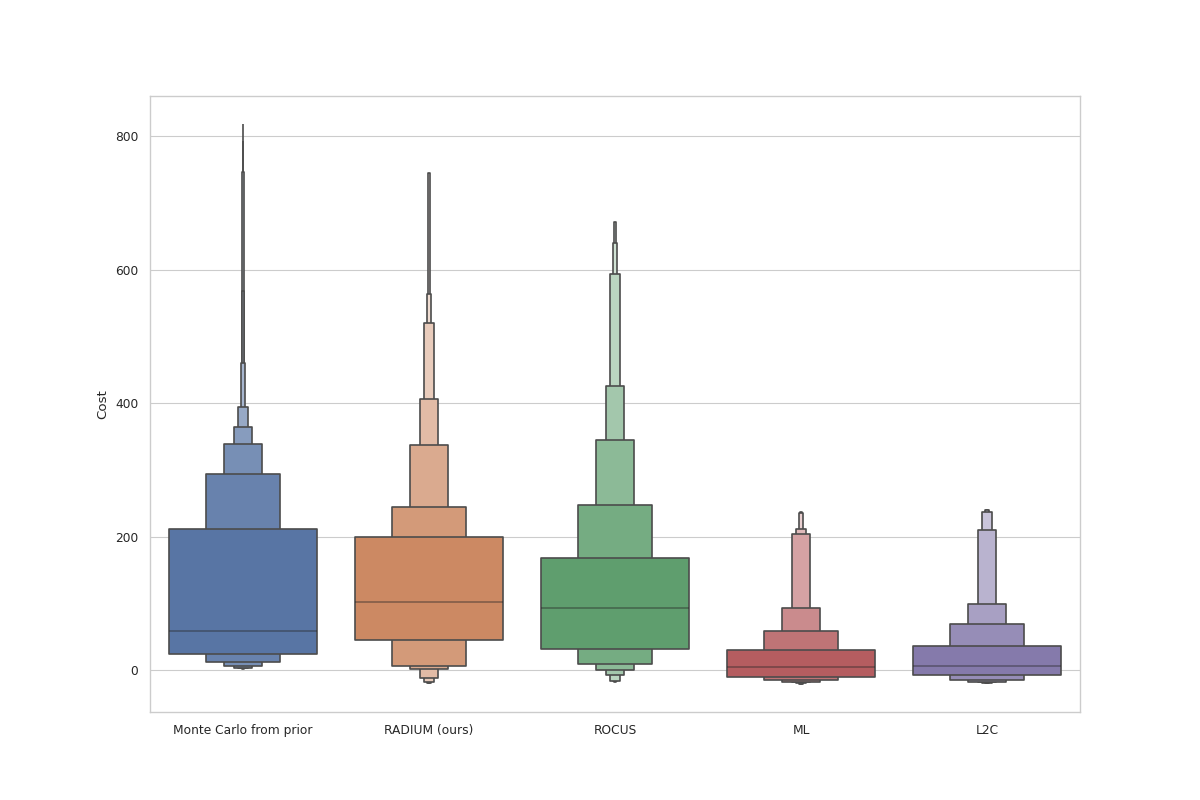 800
600
400
200
0
Cost
Monte Carlo from prior
RADIUM (ours)
ROCUS
ML
L2C